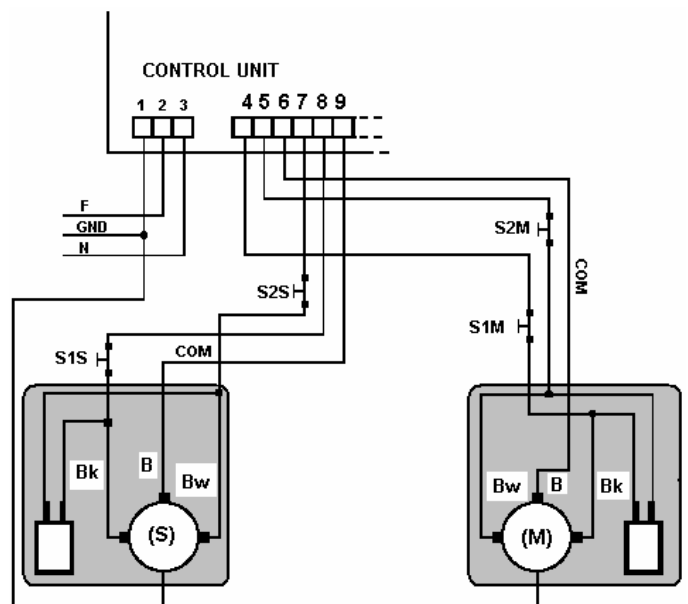 CONTROL UNIT
1 2 3 4 5 6 7 8 9
F
GND
N
S2M
COM
S2S
S1M
S1S
COM
Bk
B
Bw
(S)
Bw
B
Bk
(M)